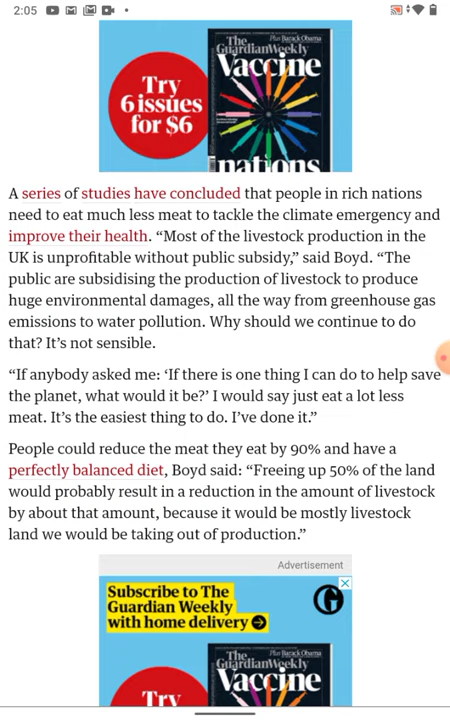 2:05
Plus Barack Obama
The
GuardianWeekly
Vaccine
Try
6 issues
for $6
nations
A series of studies have concluded that people in rich nations
need to eat much less meat to tackle the climate emergency and
improve their health. “Most of the livestock production in the
UK is unprofitable without public subsidy,” said Boyd. “The
public are subsidising the production of livestock to produce
huge environmental damages, all the way from greenhouse gas
emissions to water pollution. Why should we continue to do
that? It’s not sensible.
“If anybody asked me: ‘If there is one thing I can do to help save
the planet, what would it be?’ I would say just eat a lot less
meat. It’s the easiest thing to do. I’ve done it.”
People could reduce the meat they eat by 90% and have a
perfectly balanced diet, Boyd said: “Freeing up 50% of the land
would probably result in a reduction in the amount of livestock
by about that amount, because it would be mostly livestock
land we would be taking out of production.”
Advertisement
Subscribe to The
Guardian Weekly
with home delivery
G
Plus Barack Obama
The
GuardianWeekly
Vaccine
Try